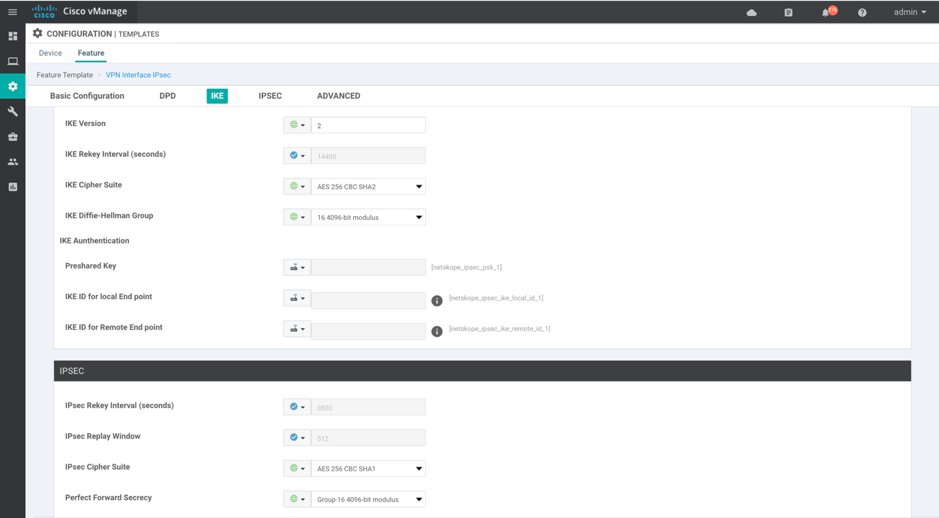 cisco Cisco vManage
276
admin
CONFIGURATION | TEMPLATES
Device Feature
Feature Template > VPN Interface IPsec
Basic Configuration DPD IKE IPSEC ADVANCED
IKE Version 2
IKE Rekey Interval (seconds) 14400
IKE Cipher Suite AES 256 CBC SHA2
IKE Diffie-Hellman Group 16 4096-bit modulus
IKE Aunthentication
Preshared Key [netskope_ipsec_psk_1]
IKE ID for local End point [netskope_ipsec_ike_local_id_1]
IKE ID for Remote End point [netskope_ipsec_ike_remote_id_1]
IPSEC
IPsec Rekey Interval (seconds) 3600
IPsec Replay Window 512
IPsec Cipher Suite AES 256 CBC SHA1
Perfect Forward Secrecy Group-16 4096-bit modulus